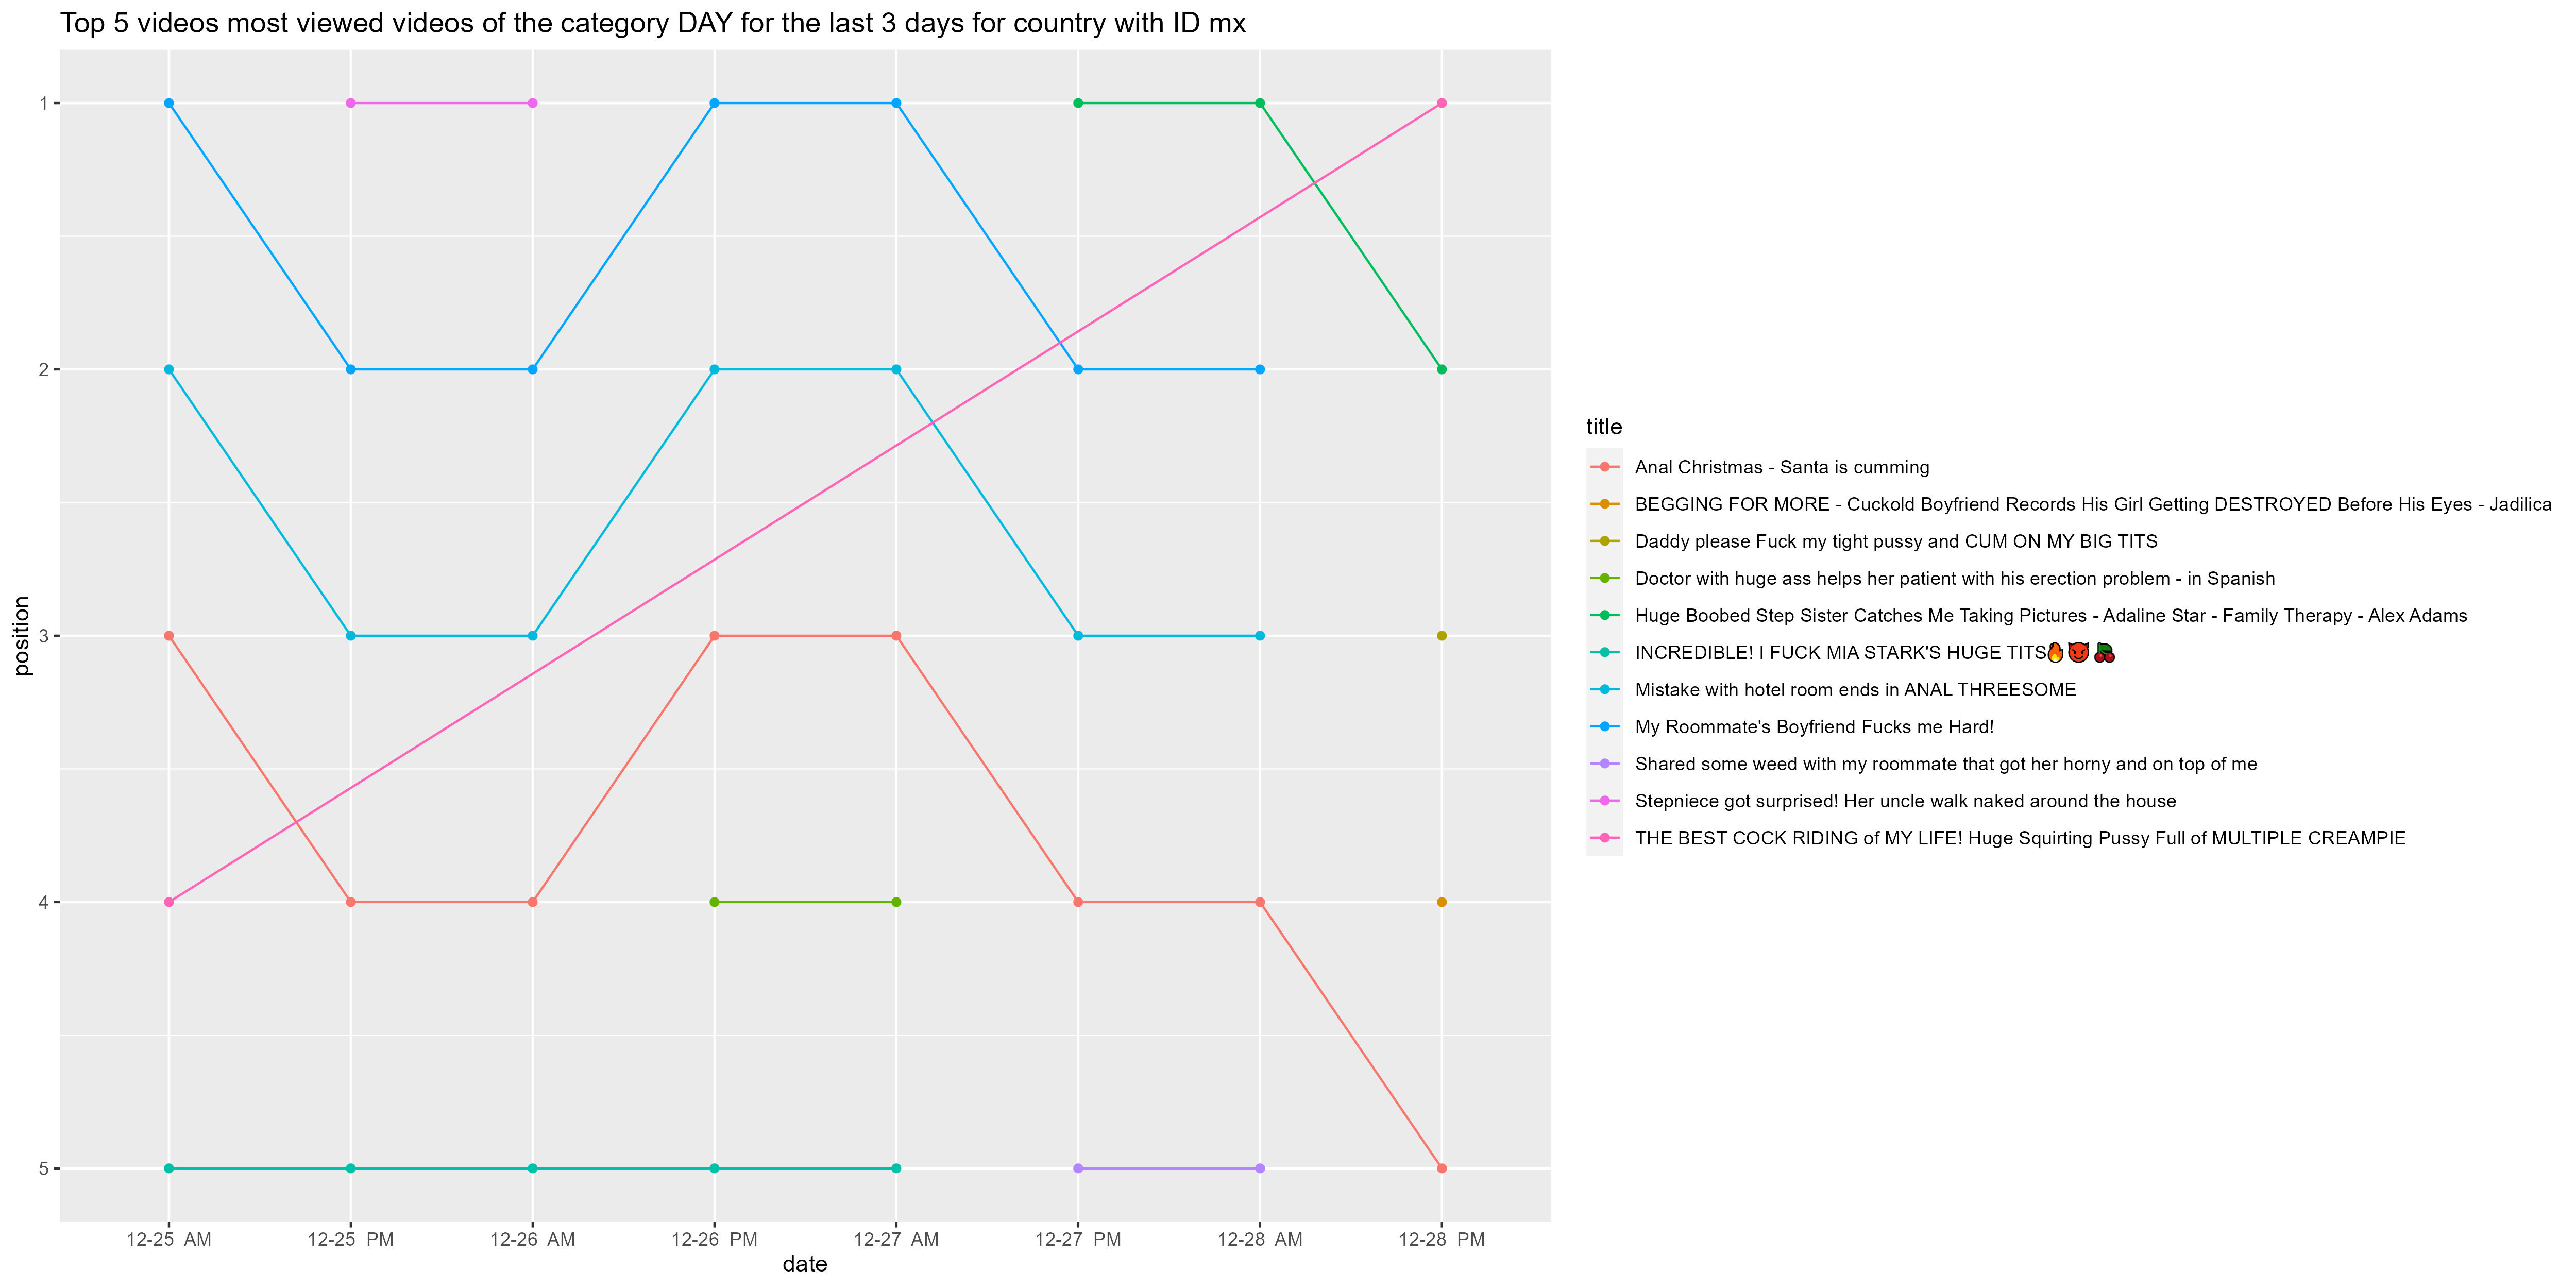 Top 5 videos most viewed videos of the category DAY for the last 3 days for country with ID mx
position
1
2
3
4
5
12-25 AM
12-25 PM
12-26 AM
12-26 PM
12-27 AM
12-27 PM
12-28 AM
12-28 PM
date
title
Anal Christmas - Santa is cumming
BEGGING FOR MORE - Cuckold Boyfriend Records His Girl Getting DESTROYED Before His Eyes - Jadilica
Daddy please Fuck my tight pussy and CUM ON MY BIG TITS
Doctor with huge ass helps her patient with his erection problem - in Spanish
Huge Boobed Step Sister Catches Me Taking Pictures - Adaline Star - Family Therapy - Alex Adams
INCREDIBLE! I FUCK MIA STARK'S HUGE TITS🔥😈🍒
Mistake with hotel room ends in ANAL THREESOME
My Roommate's Boyfriend Fucks me Hard!
Shared some weed with my roommate that got her horny and on top of me
Stepniece got surprised! Her uncle walk naked around the house
THE BEST COCK RIDING of MY LIFE! Huge Squirting Pussy Full of MULTIPLE CREAMPIE